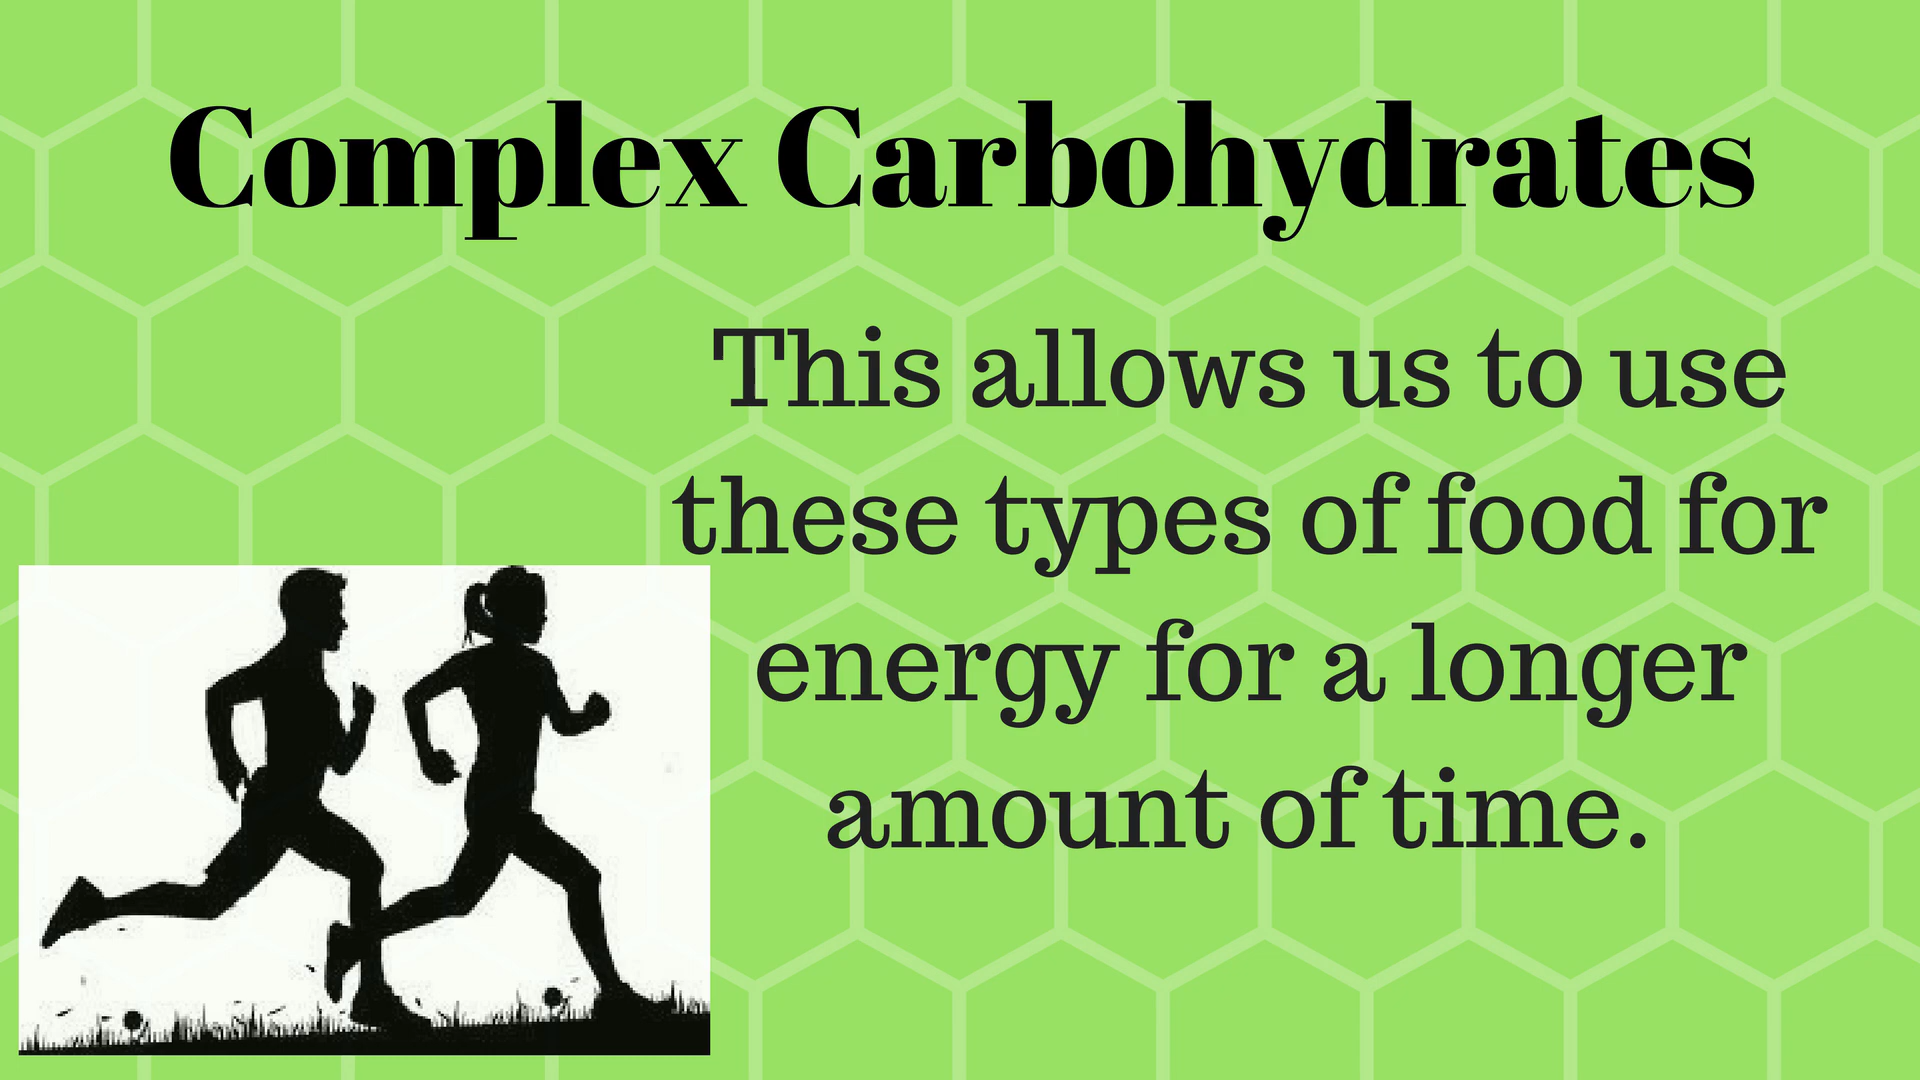 Complex Carbohydrates
This allows us to use
these types of food for
energy for a longer
amount of time.